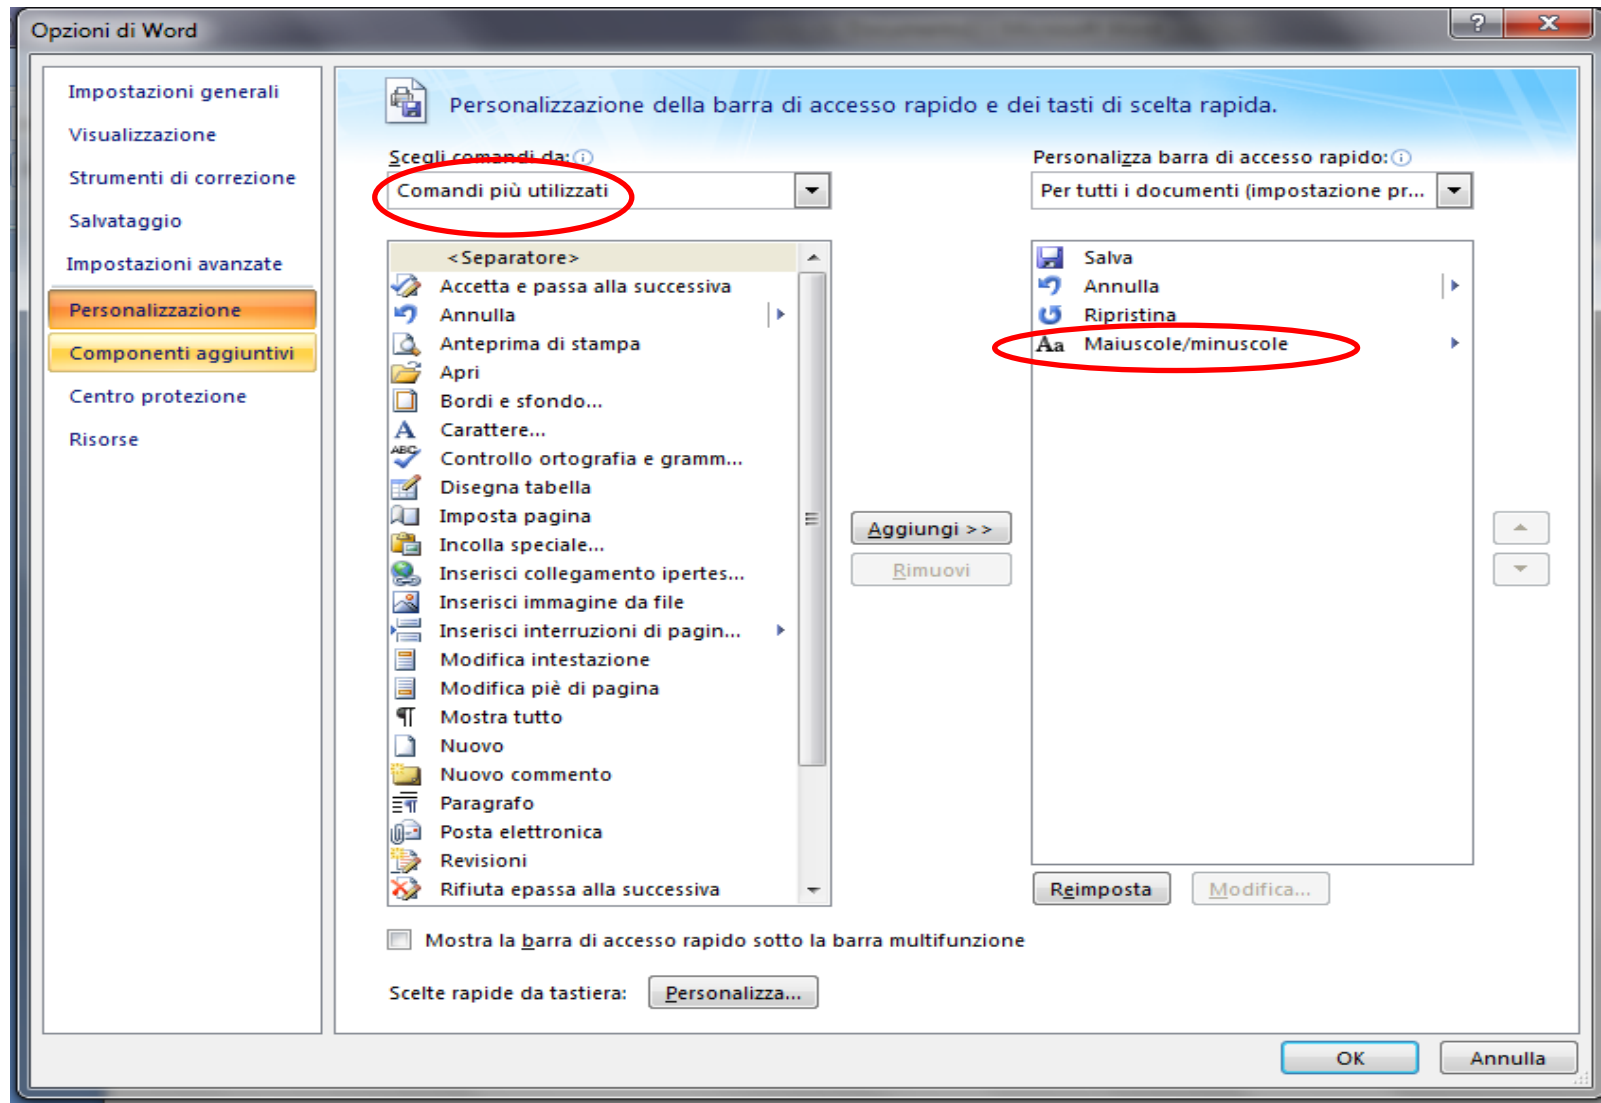 Opzioni di Word
Impostazioni generali
Visualizzazione
Strumenti di correzione
Salvataggio
Impostazioni avanzate
Personalizzazione
Componenti aggiuntivi
Centro protezione
Risorse
Personalizzazione della barra di accesso rapido e dei tasti di scelta rapida.
Scegli comandi da:
Comandi più utilizzati
<Separatore>
Accetta e passa alla successiva
Annulla
Anteprima di stampa
Apri
Bordi e sfondo...
Carattere...
Controllo ortografia e gramm...
Disegna tabella
Imposta pagina
Incolla speciale...
Inserisci collegamento ipertes...
Inserisci immagine da file
Inserisci interruzioni di pagin...
Modifica intestazione
Modifica piè di pagina
Mostra tutto
Nuovo
Nuovo commento
Paragrafo
Posta elettronica
Revisioni
Rifiuta epassa alla successiva
Aggiungi >>
Rimuovi
Personalizza barra di accesso rapido:
Per tutti i documenti (impostazione pr...
Salva
Annulla
Ripristina
Aa Maiuscole/minuscole
Reimposta
Modifica...
Mostra la barra di accesso rapido sotto la barra multifunzione
Scelte rapide da tastiera: Personalizza...
OK
Annulla